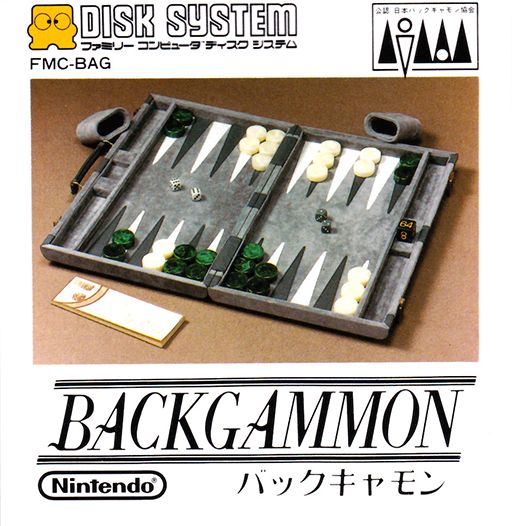 DISK SYSTEM
ファミリー コンピュータ ディスク システム
FMC-BAG
公認 日本バックギャモン協会
64
8
BACKGAMMON
Nintendo
バックギャモン